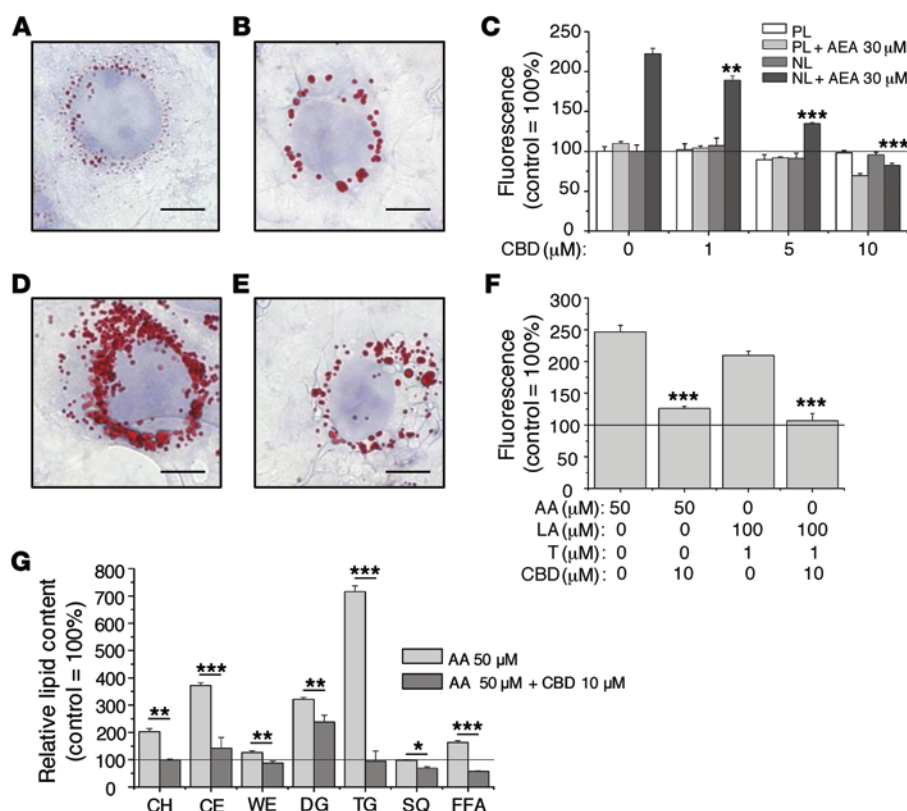 A
B
C
PL
PL + AEA 30 μM
NL
NL + AEA 30 μM
Fluorescence
(control = 100%)
250
200
150
100
50
0
**
***
***
CBD (μM): 0 1 5 10
D
E
F
Fluorescence
(control = 100%)
300
250
200
150
100
50
0
***
***
AA (μM): 50 50 0 0
LA (μM): 0 0 100 100
T (μM): 0 0 1 1
CBD (μM): 0 10 0 10
G
Relative lipid content
(control = 100%)
800
700
600
500
400
300
200
100
0
**
***
**
**
***
*
***
AA 50 μM
AA 50 μM + CBD 10 μM
CH CE WE DG TG SQ FFA